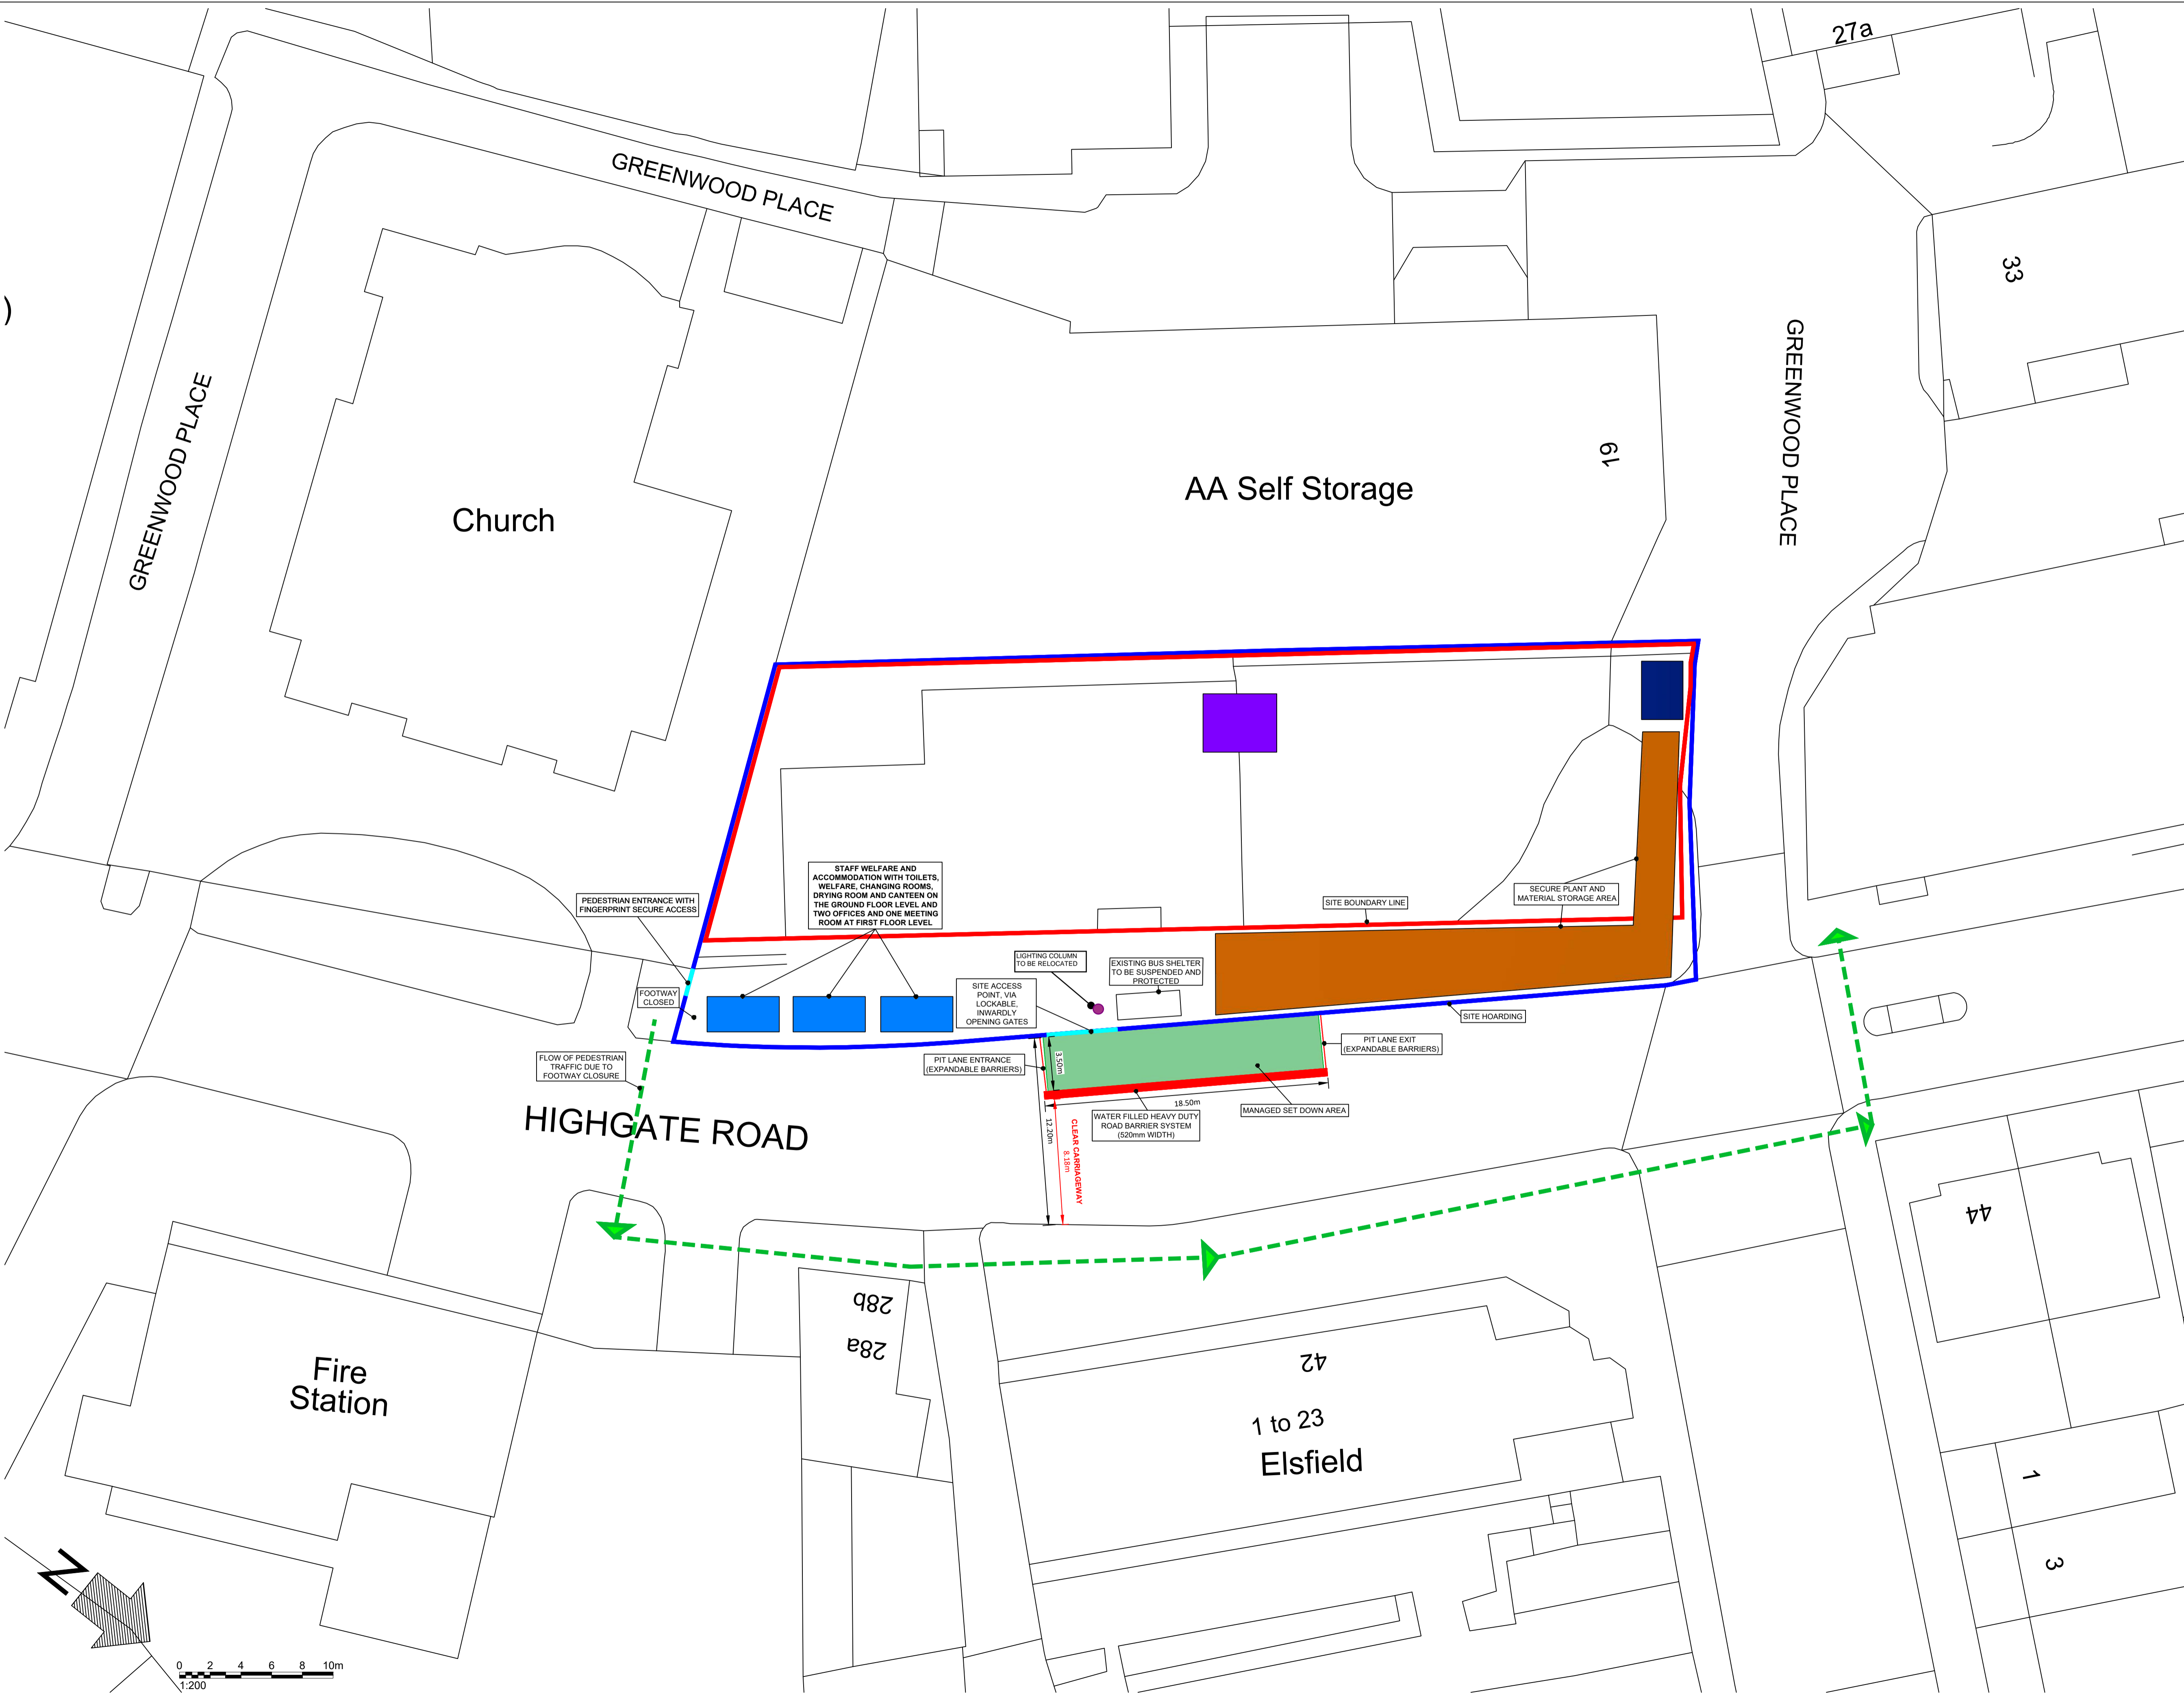 27a
GREENWOOD PLACE
33
)
GREENWOOD PLACE
GREENWOOD PLACE
19
AA Self Storage
Church
STAFF WELFARE AND
ACCOMMODATION WITH TOILETS,
WELFARE, CHANGING ROOMS,
DRYING ROOM AND CANTEEN ON
THE GROUND FLOOR LEVEL AND
TWO OFFICES AND ONE MEETING
ROOM AT FIRST FLOOR LEVEL
PEDESTRIAN ENTRANCE WITH
FINGERPRINT SECURE ACCESS
SITE BOUNDARY LINE
SECURE PLANT AND
MATERIAL STORAGE AREA
LIGHTING COLUMN
TO BE RELOCATED
EXISTING BUS SHELTER
TO BE SUSPENDED AND
PROTECTED
SITE ACCESS
POINT, VIA
LOCKABLE,
INWARDLY
OPENING GATES
FOOTWAY
CLOSED
SITE HOARDING
FLOW OF PEDESTRIAN
TRAFFIC DUE TO
FOOTWAY CLOSURE
PIT LANE ENTRANCE
(EXPANDABLE BARRIERS)
3.50m
PIT LANE EXIT
(EXPANDABLE BARRIERS)
18.50m
HIGHGATE ROAD
12.20m
CLEAR CARRIAGEWAY
8.18m
WATER FILLED HEAVY DUTY
ROAD BARRIER SYSTEM
(520mm WIDTH)
MANAGED SET DOWN AREA
44
28b
28a
42
Fire
Station
1 to 23
Elsfield
1
3
N
0 2 4 6 8 10m
1:200